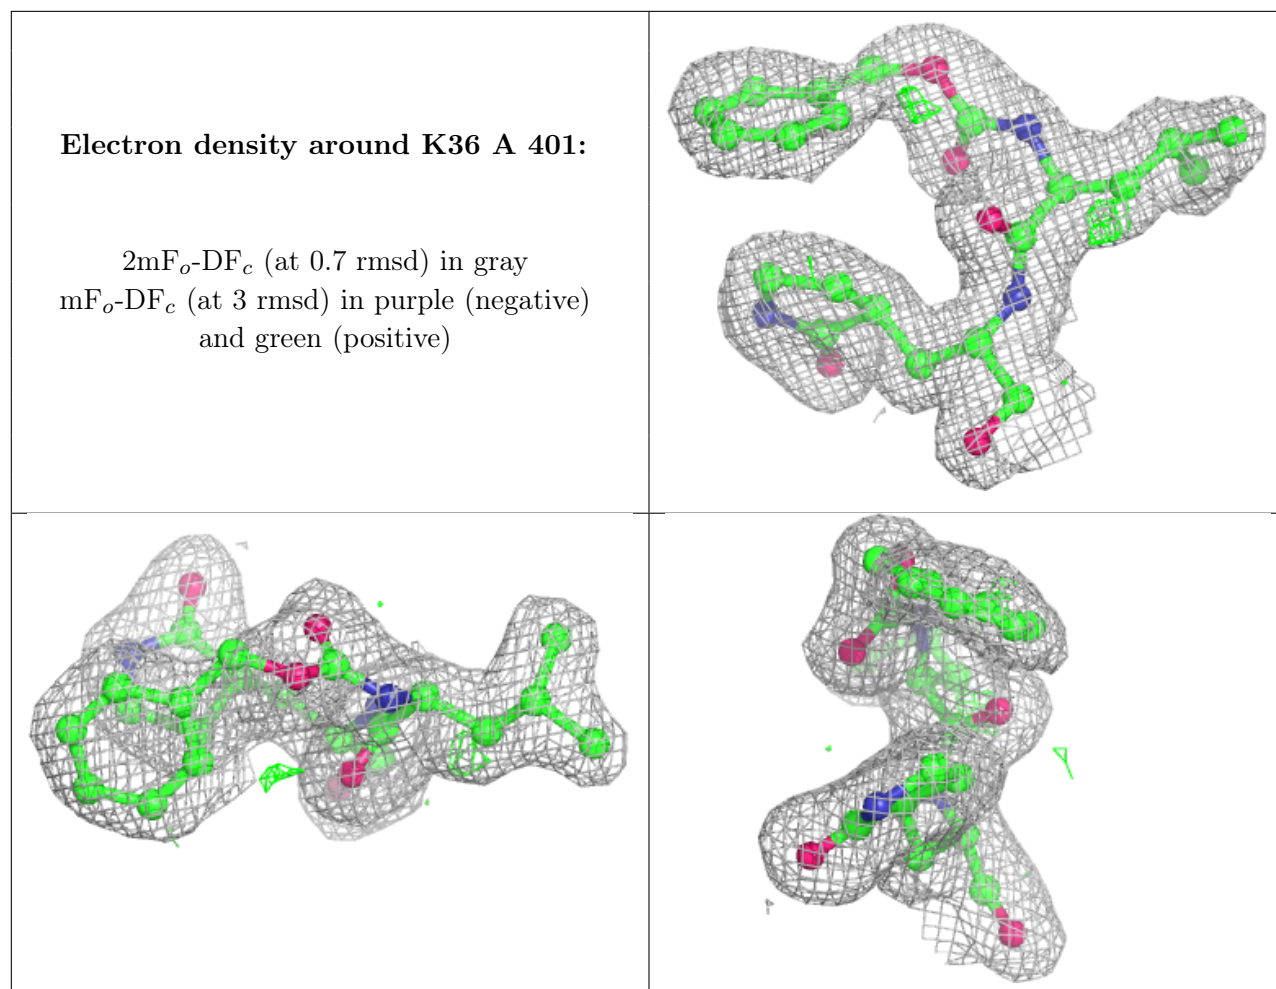 Electron density around K36 A 401:
2mFₒ-DF𝒸 (at 0.7 rmsd) in gray
mFₒ-DF𝒸 (at 3 rmsd) in purple (negative)
and green (positive)